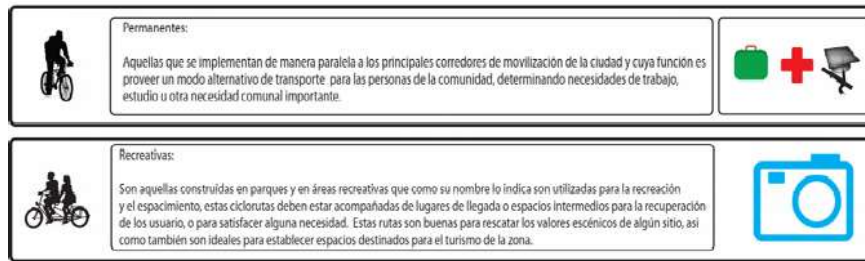 Permanentes:
Aquellas que se implementan de manera paralela a los principales corredores de movilización de la ciudad y cuya función es
proveer un modo alternativo de transporte para las personas de la comunidad, determinando necesidades de trabajo,
estudio u otra necesidad comunal importante.
Recreativas:
Son aquellas construidas en parques y en áreas recreativas que como su nombre lo indica son utilizadas para la recreación
y el espacimiento, estas ciclorutas deben estar acompañadas de lugares de llegada o espacios intermedios para la recuperación
de los usuario, o para satisfacer alguna necesidad. Estas rutas son buenas para rescatar los valores escénicos de algún sitio, asi
como también son ideales para establecer espacios destinados para el turismo de la zona.